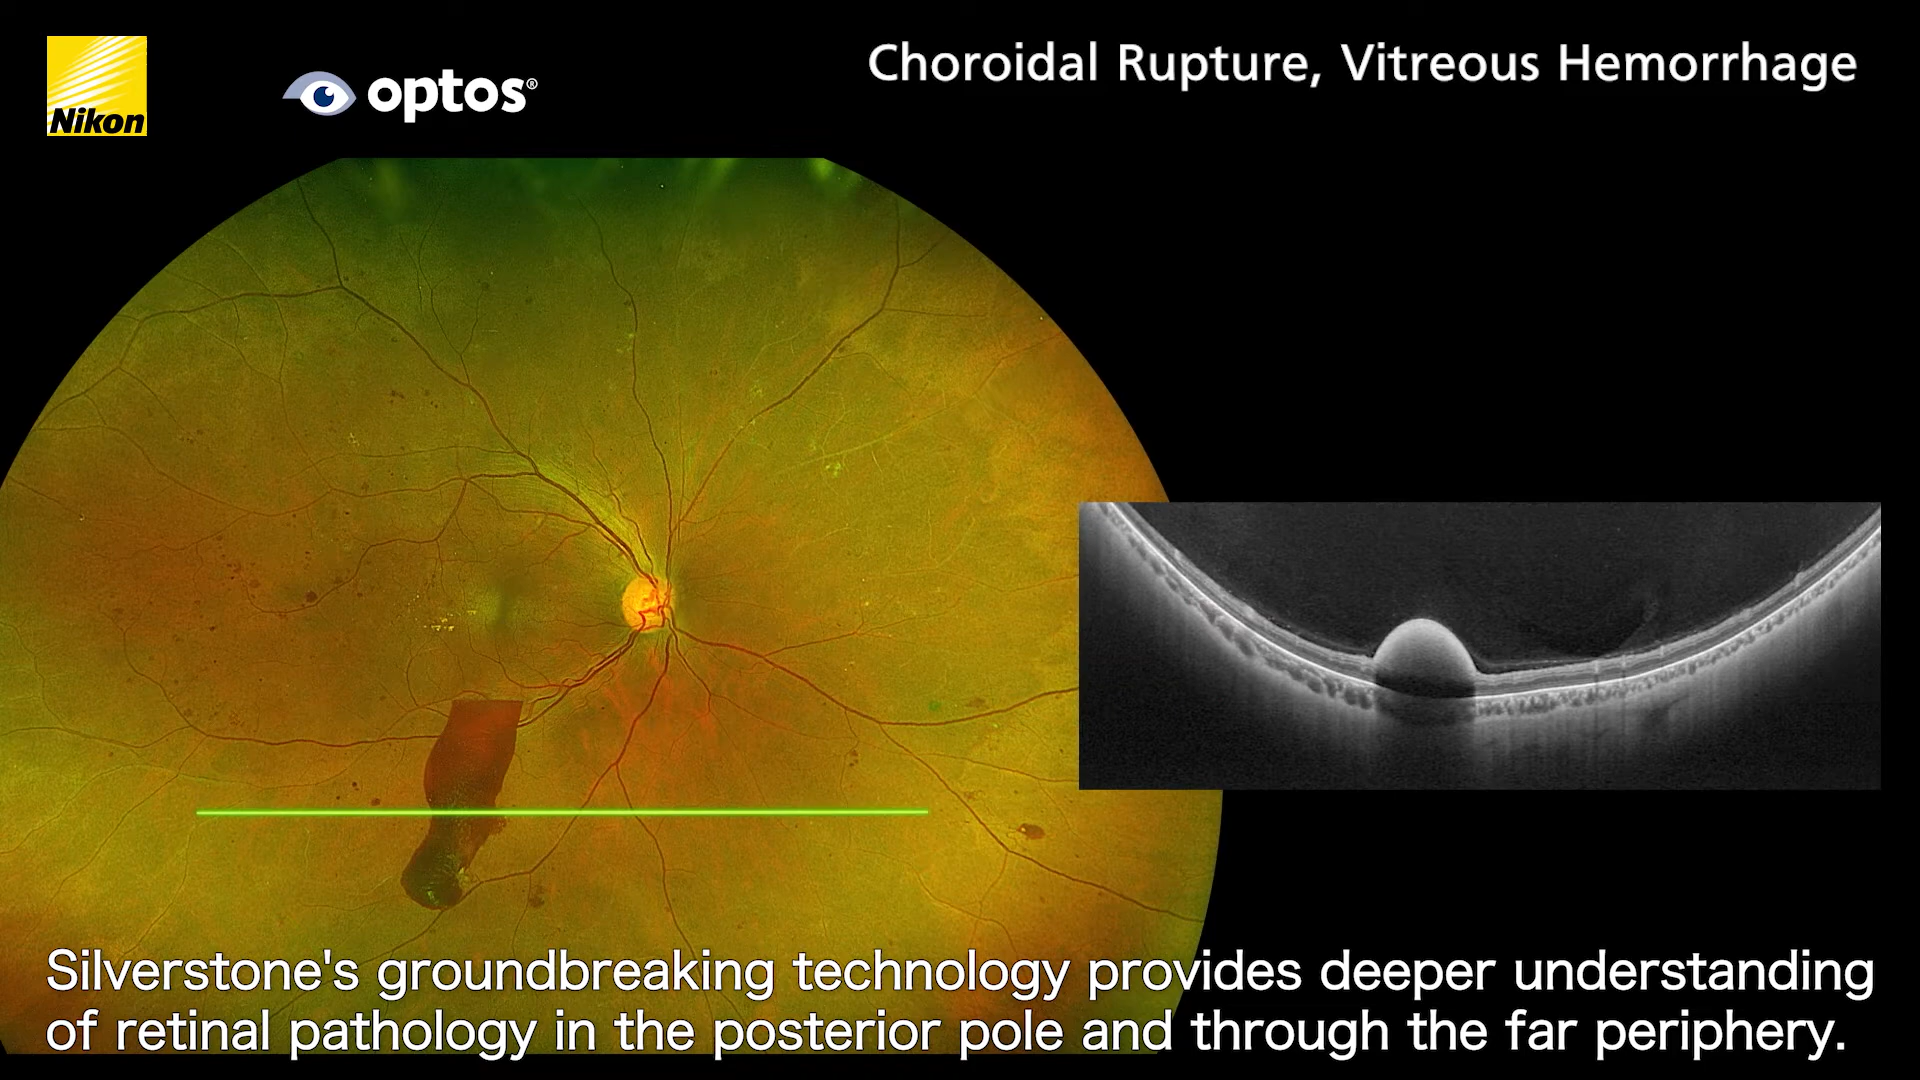 Nikon
optos®
Choroidal Rupture, Vitreous Hemorrhage
Silverstone's groundbreaking technology provides deeper understanding
of retinal pathology in the posterior pole and through the far periphery.